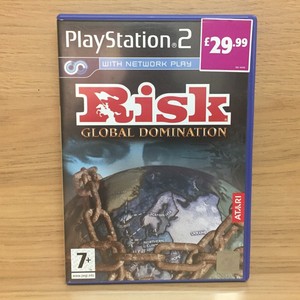 PlayStation®2
£29.99
WITH NETWORK PLAY
Risk
GLOBAL DOMINATION
ATARI
7+